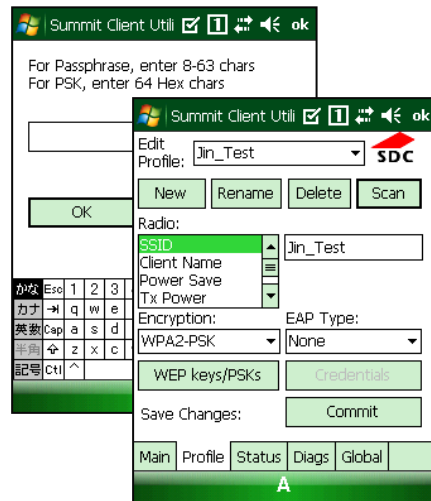 Summit Client Utili 1 ok
For Passphrase, enter 8-63 chars
For PSK, enter 64 Hex chars
OK
かな Esc 1 2 3
カナ q w e
英数 Cap a s d
半角 z x c
記号 Ctl ^
Summit Client Utili 1 ok
Edit Profile: Jin_Test
SDC
New Rename Delete Scan
Radio:
SSID Jin_Test
Client Name
Power Save
Tx Power
Encryption: EAP Type:
WPA2-PSK None
WEP keys/PSKs Credentials
Save Changes: Commit
Main Profile Status Diags Global
A